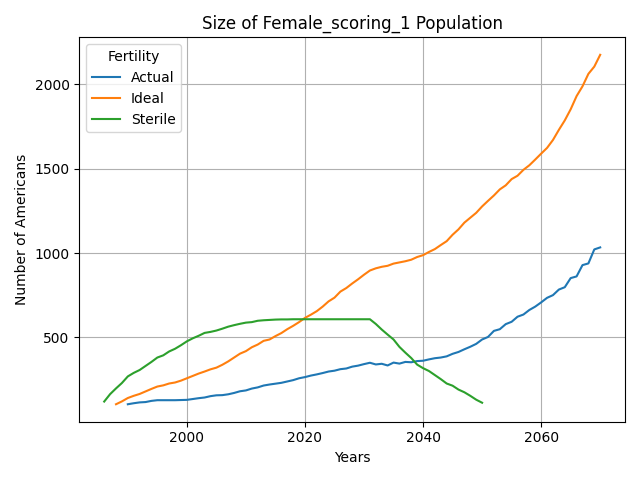 Size of Female_scoring_1 Population
Fertility
Actual
Ideal
Sterile
Number of Americans
2000
1500
1000
500
2000 2020 2040 2060
Years